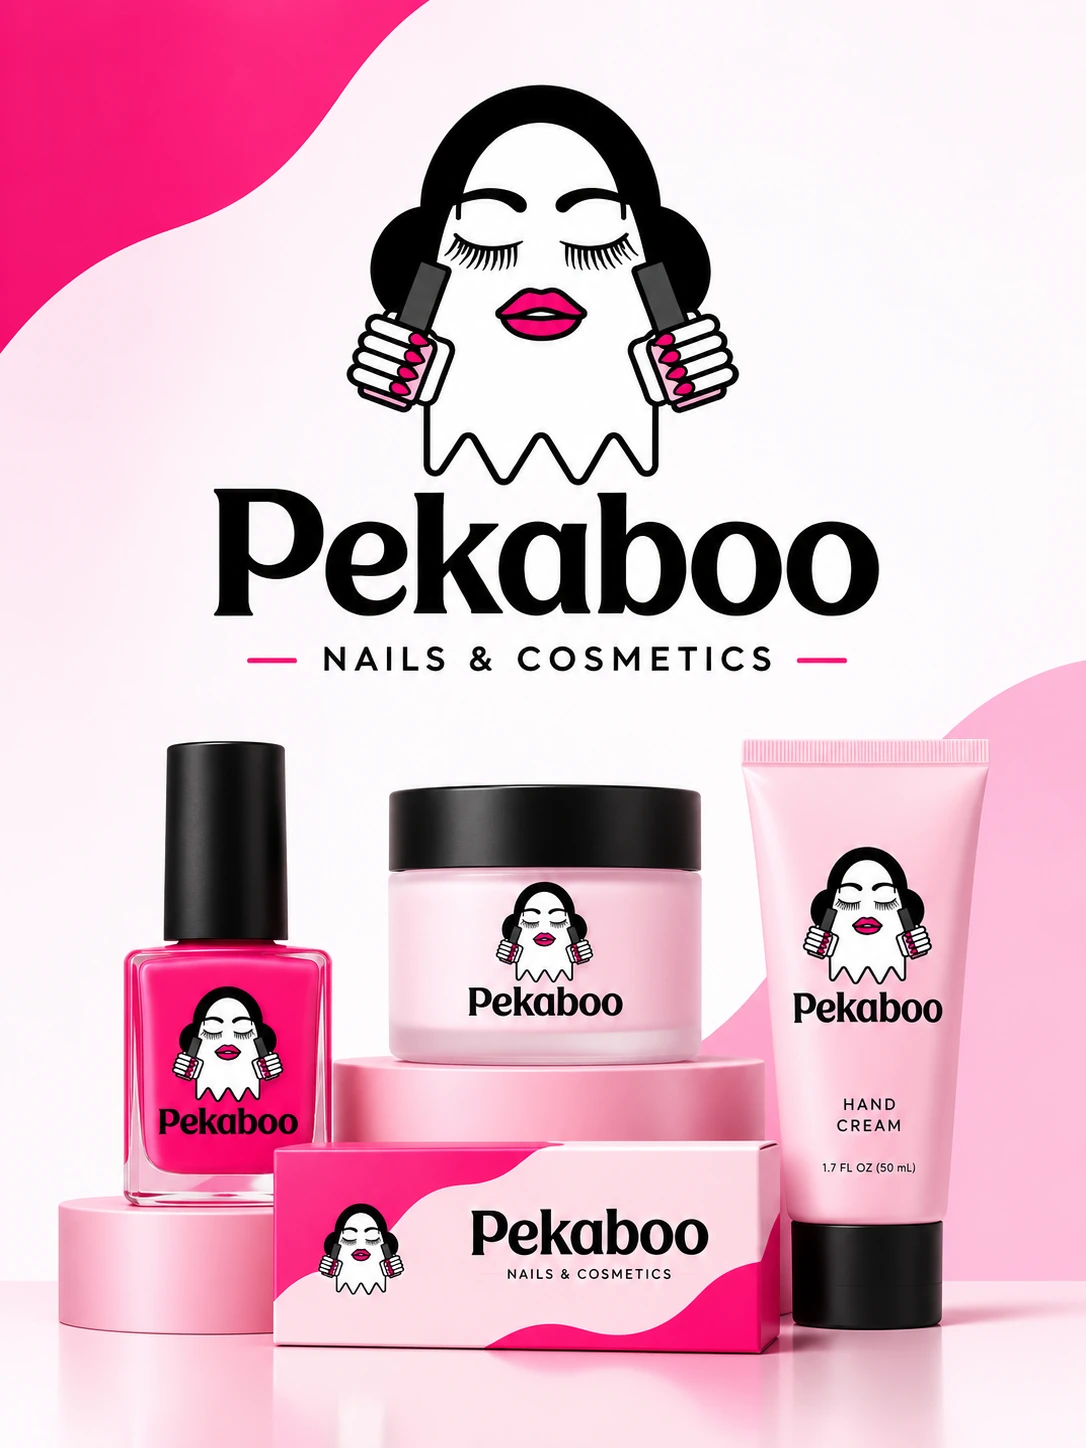 Pekaboo
NAILS & COSMETICS
Pekaboo
Pekaboo
Pekaboo
HAND
CREAM
1.7 FL OZ (50 mL)
Pekaboo
NAILS & COSMETICS